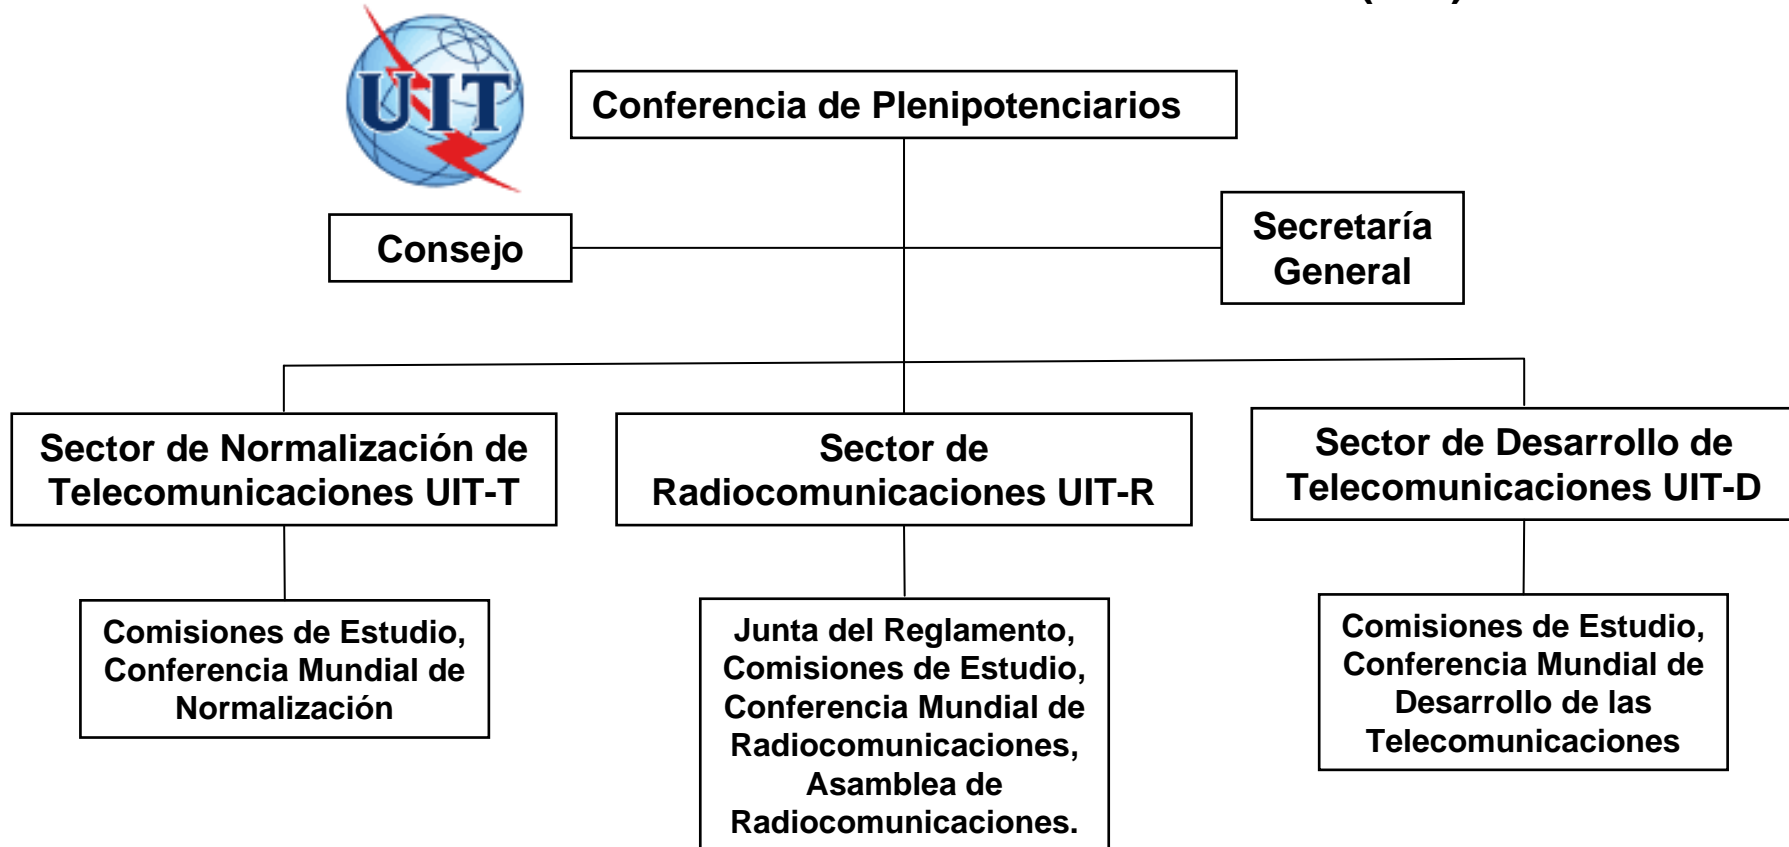 UIT
Conferencia de Plenipotenciarios
Consejo
Secretaría
General
Sector de Normalización de
Telecomunicaciones UIT-T
Sector de
Radiocomunicaciones UIT-R
Sector de Desarrollo de
Telecomunicaciones UIT-D
Comisiones de Estudio,
Conferencia Mundial de
Normalización
Junta del Reglamento,
Comisiones de Estudio,
Conferencia Mundial de
Radiocomunicaciones,
Asamblea de
Radiocomunicaciones.
Comisiones de Estudio,
Conferencia Mundial de
Desarrollo de las
Telecomunicaciones